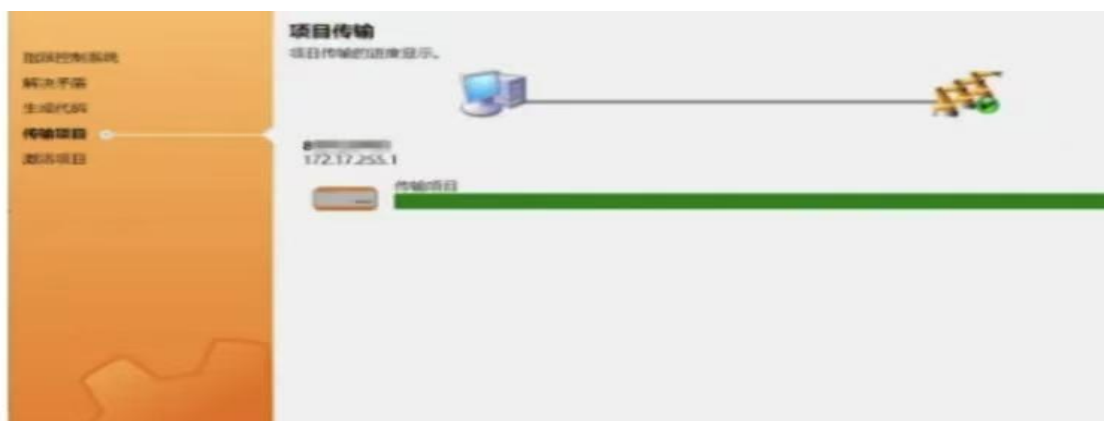 项目传输
项目传输的进度显示。
指派控制系统
解决矛盾
生成代码
传输项目
激活项目
172.17.255.1
传输项目